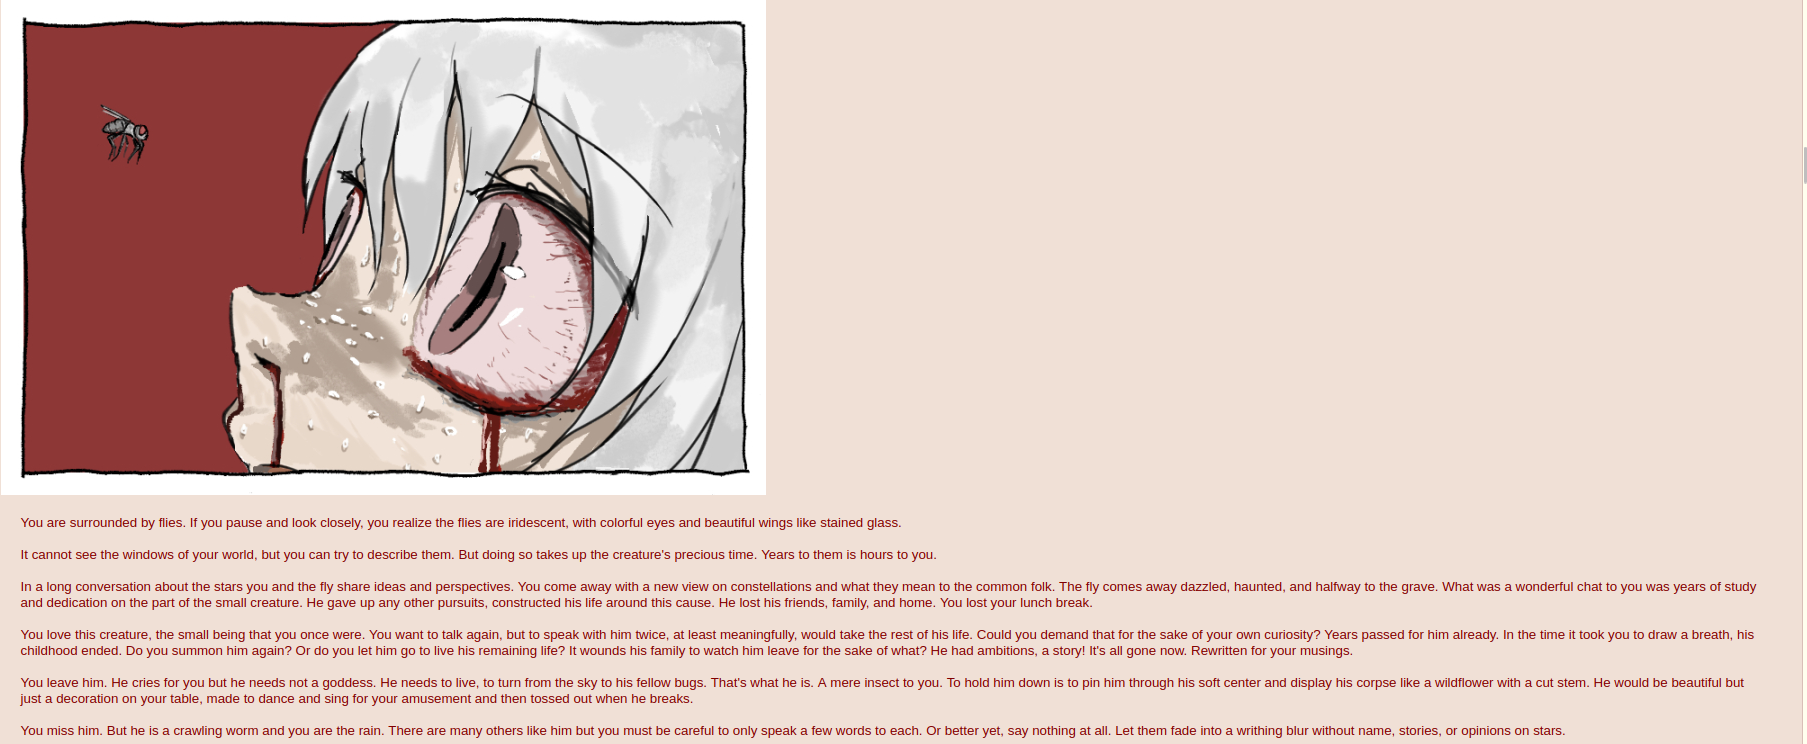 You are surrounded by flies. If you pause and look closely, you realize the flies are iridescent, with colorful eyes and beautiful wings like stained glass.
It cannot see the windows of your world, but you can try to describe them. But doing so takes up the creature's precious time. Years to them is hours to you.
In a long conversation about the stars you and the fly share ideas and perspectives. You come away with a new view on constellations and what they mean to the common folk. The fly comes away dazzled, haunted, and halfway to the grave. What was a wonderful chat to you was years of study
and dedication on the part of the small creature. He gave up any other pursuits, constructed his life around this cause. He lost his friends, family, and home. You lost your lunch break.
You love this creature, the small being that you once were. You want to talk again, but to speak with him twice, at least meaningfully, would take the rest of his life. Could you demand that for the sake of your own curiosity? Years passed for him already. In the time it took you to draw a breath, his
childhood ended. Do you summon him again? Or do you let him go to live his remaining life? It wounds his family to watch him leave for the sake of what? He had ambitions, a story! It's all gone now. Rewritten for your musings.
You leave him. He cries for you but he needs not a goddess. He needs to live, to turn from the sky to his fellow bugs. That's what he is. A mere insect to you. To hold him down is to pin him through his soft center and display his corpse like a wildflower with a cut stem. He would be beautiful but
just a decoration on your table, made to dance and sing for your amusement and then tossed out when he breaks.
You miss him. But he is a crawling worm and you are the rain. There are many others like him but you must be careful to only speak a few words to each. Or better yet, say nothing at all. Let them fade into a writhing blur without name, stories, or opinions on stars.